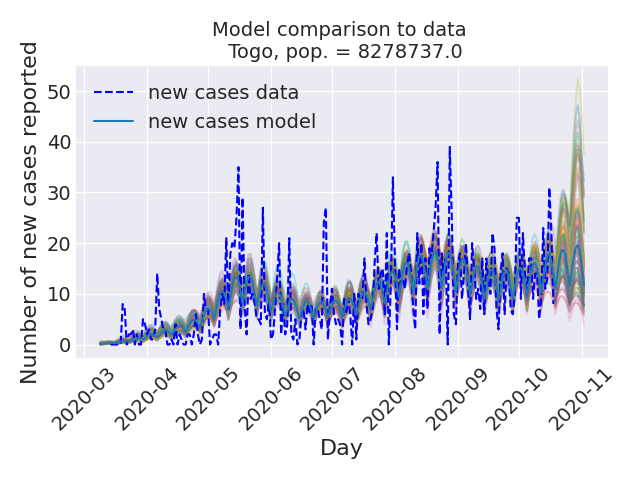 Model comparison to data
Togo, pop. = 8278737.0
Number of new cases reported
50
40
30
20
10
0
new cases data
new cases model
2020-03
2020-04
2020-05
2020-06
2020-07
2020-08
2020-09
2020-10
2020-11
Day